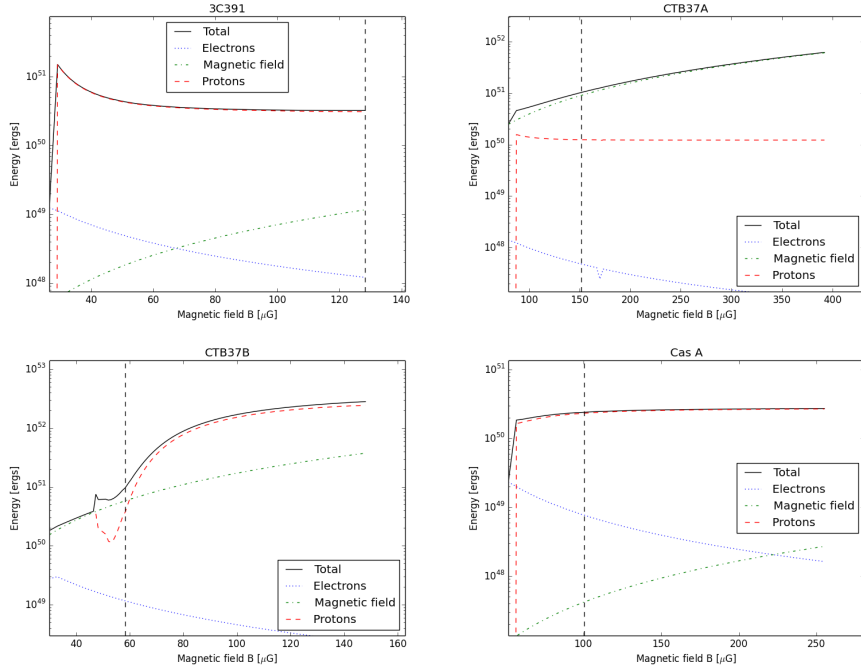 3C391
10^51
10^50
10^49
10^48
Energy [ergs]
40 60 80 100 120 140
Magnetic field B [μG]
Total
Electrons
Magnetic field
Protons
CTB37A
10^52
10^51
10^50
10^49
10^48
Energy [ergs]
100 150 200 250 300 350 400
Magnetic field B [μG]
Total
Electrons
Magnetic field
Protons
CTB37B
10^53
10^52
10^51
10^50
10^49
Energy [ergs]
40 60 80 100 120 140 160
Magnetic field B [μG]
Total
Electrons
Magnetic field
Protons
Cas A
10^51
10^50
10^49
10^48
Energy [ergs]
100 150 200 250
Magnetic field B [μG]
Total
Electrons
Magnetic field
Protons